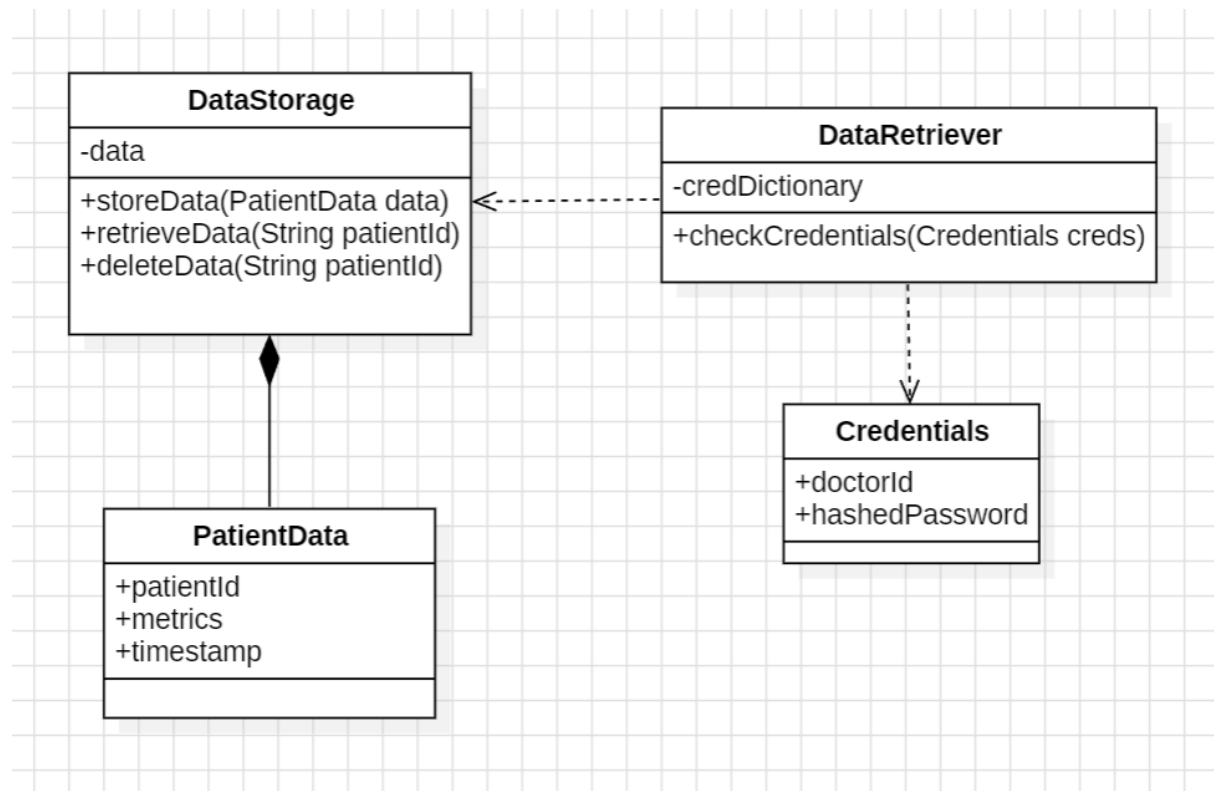 DataStorage
-data
+storeData(PatientData data)
+retrieveData(String patientId)
+deleteData(String patientId)
DataRetriever
-credDictionary
+checkCredentials(Credentials creds)
Credentials
+doctorId
+hashedPassword
PatientData
+patientId
+metrics
+timestamp